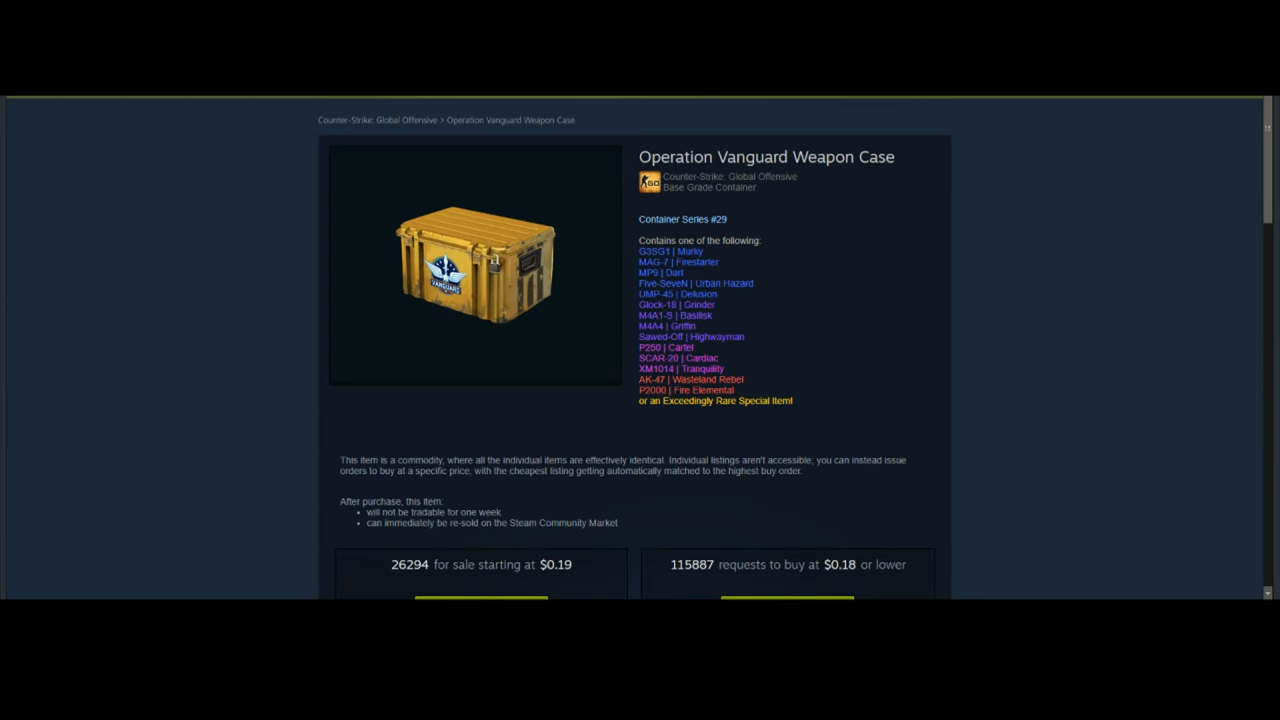 Counter-Strike: Global Offensive > Operation Vanguard Weapon Case
Operation Vanguard Weapon Case
GO
Counter-Strike: Global Offensive
Base Grade Container
Container Series #29
VANGUARD
Contains one of the following:
G3SG1 | Murky
MAG-7 | Firestarter
MP9 | Dart
Five-SeveN | Urban Hazard
UMP-45 | Delusion
Glock-18 | Grinder
M4A1-S | Basilisk
M4A4 | Griffin
Sawed-Off | Highwayman
P250 | Cartel
SCAR-20 | Cardiac
XM1014 | Tranquility
AK-47 | Wasteland Rebel
P2000 | Fire Elemental
or an Exceedingly Rare Special Item!
This item is a commodity, where all the individual items are effectively identical. Individual listings aren't accessible; you can instead issue
orders to buy at a specific price, with the cheapest listing getting automatically matched to the highest buy order.
After purchase, this item:
• will not be tradable for one week
• can immediately be re-sold on the Steam Community Market
26294 for sale starting at $0.19
115887 requests to buy at $0.18 or lower